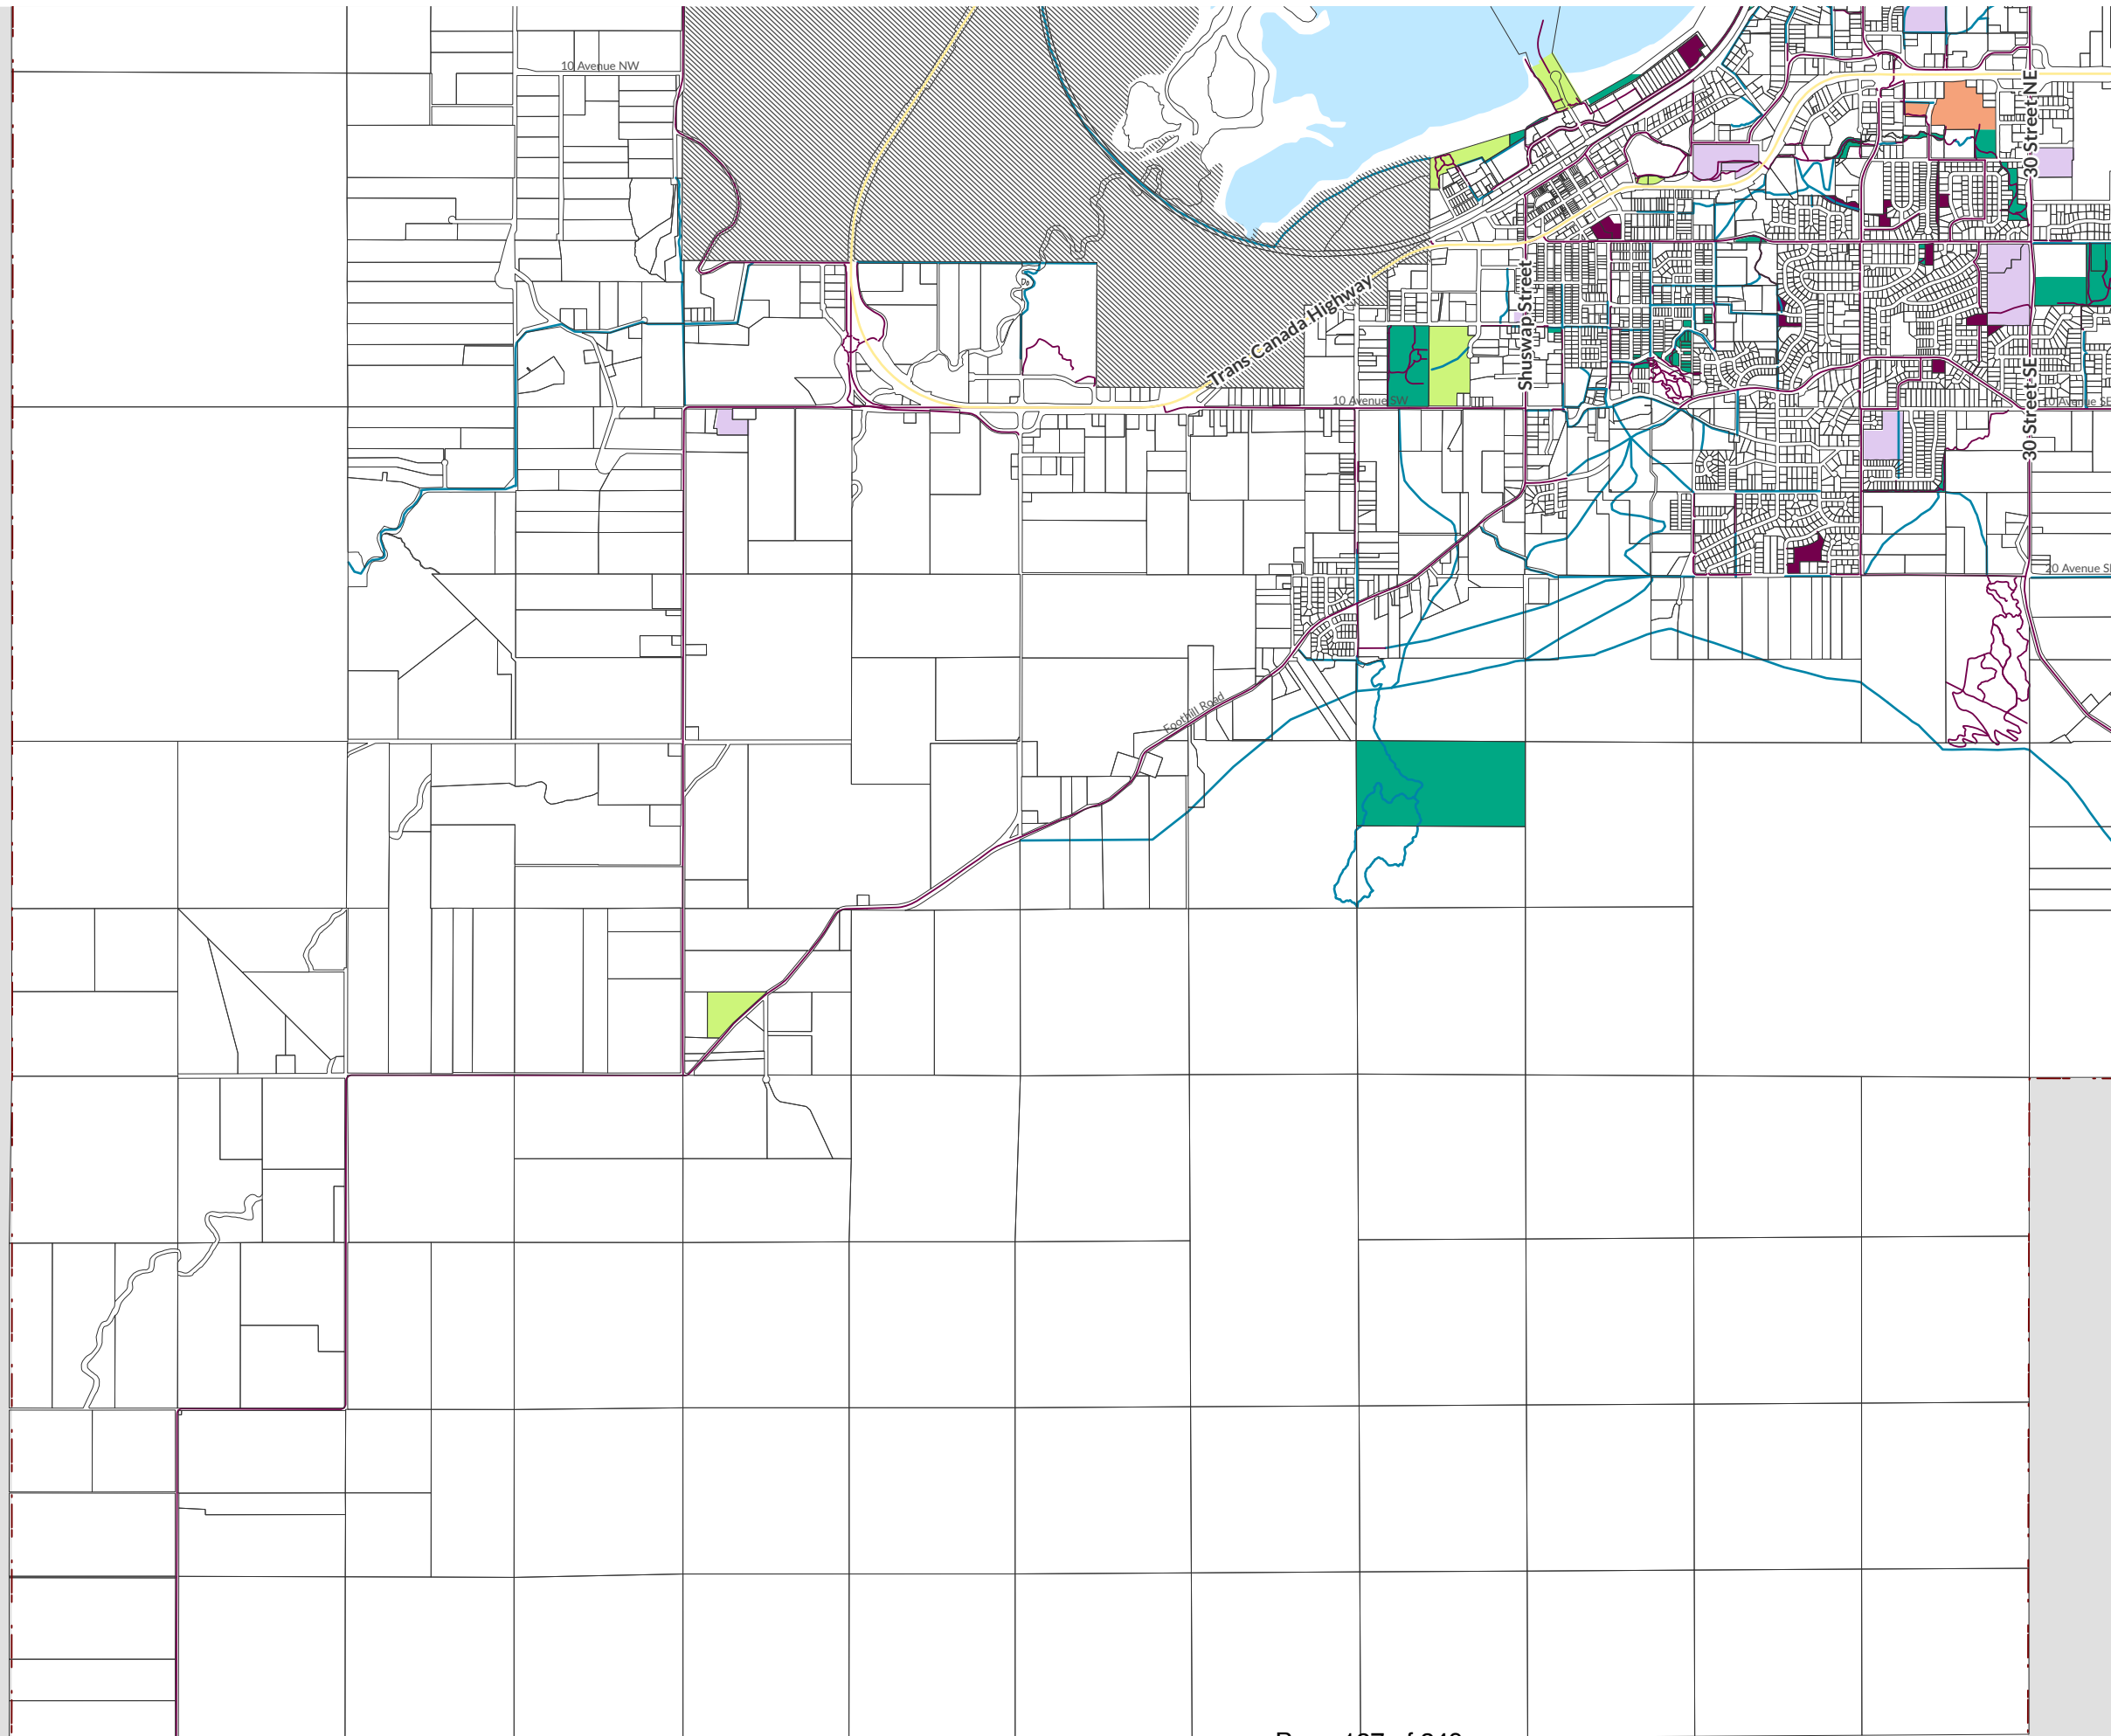 10 Avenue NW
30 Street NE
Trans Canada Highway
Shuswap Street
10 Avenue SW
30 Street SE
10 Avenue SE
20 Avenue
Foothill Road